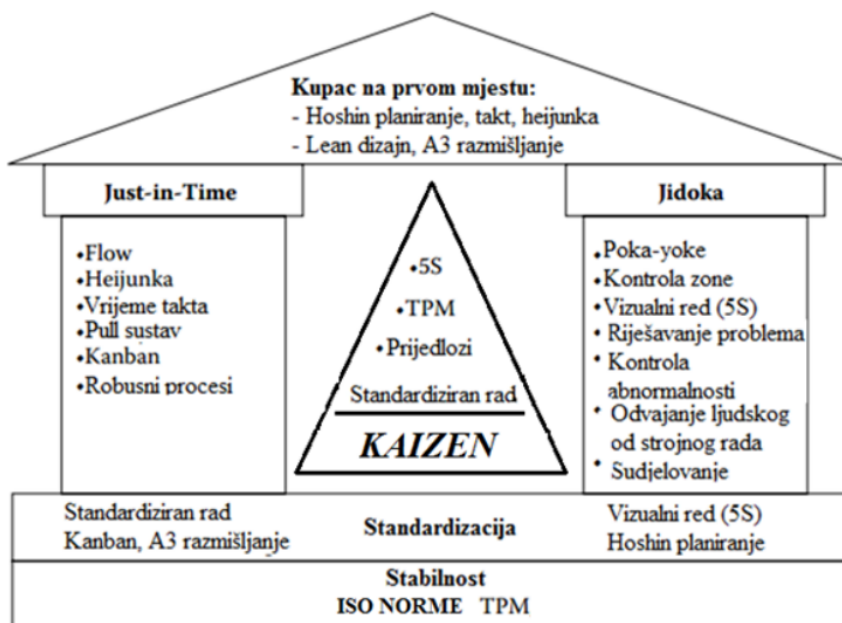 Kupac na prvom mjestu:
- Hoshin planiranje, takt, heijunka
- Lean dizajn, A3 razmišljanje
Just-in-Time
•Flow
•Heijunka
•Vrijeme takta
•Pull sustav
•Kanban
•Robusni procesi
•5S
•TPM
•Prijedlozi
Standardiziran rad
KAIZEN
Jidoka
•Poka-yoke
•Kontrola zone
•Vizualni red (5S)
•Riješavanje problema
• Kontrola
abnormalnosti
• Odvajanje ljudskog
od strojnog rada
• Sudjelovanje
Standardiziran rad
Kanban, A3 razmišljanje
Standardizacija
Vizualni red (5S)
Hoshin planiranje
Stabilnost
ISO NORME TPM